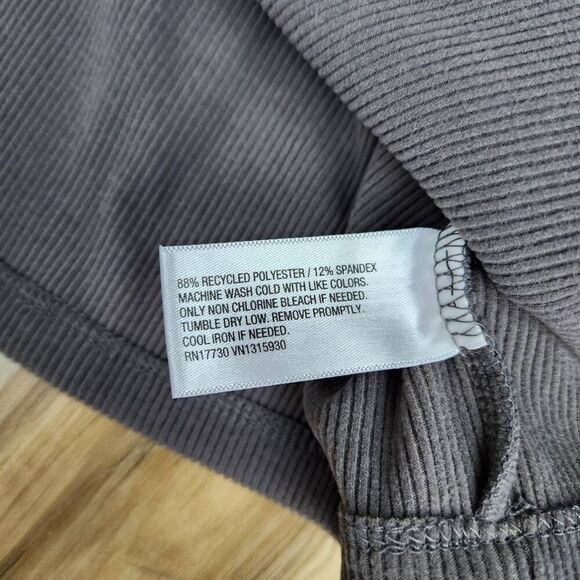 88% RECYCLED POLYESTER / 12% SPANDEX
MACHINE WASH COLD WITH LIKE COLORS.
ONLY NON CHLORINE BLEACH IF NEEDED.
TUMBLE DRY LOW. REMOVE PROMPTLY.
COOL IRON IF NEEDED.
RN17730 VN1315930